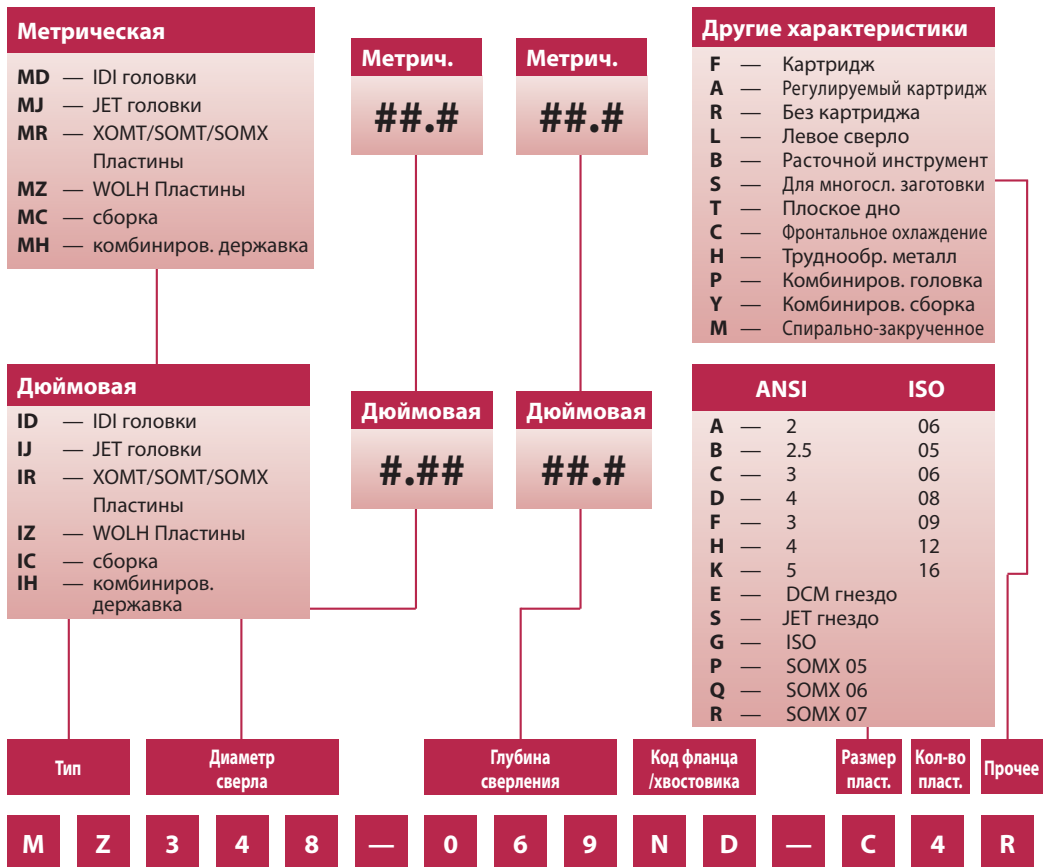 Метрическая
MD — IDI головки
MJ — JET головки
MR — XOMT/SOMT/SOMX
Пластины
MZ — WOLH Пластины
MC — сборка
MH — комбиниров. державка
Метрич.
##.#
Метрич.
##.#
Другие характеристики
F — Картридж
A — Регулируемый картридж
R — Без картриджа
L — Левое сверло
B — Расточной инструмент
S — Для многосл. заготовки
T — Плоское дно
C — Фронтальное охлаждение
H — Труднообр. металл
P — Комбиниров. головка
Y — Комбиниров. сборка
M — Спирально-закрученное
Дюймовая
ID — IDI головки
IJ — JET головки
IR — XOMT/SOMT/SOMX
Пластины
IZ — WOLH Пластины
IC — сборка
IH — комбиниров.
державка
Дюймовая
#.##
Дюймовая
##.#
ANSI ISO
A — 2 06
B — 2.5 05
C — 3 06
D — 4 08
F — 3 09
H — 4 12
K — 5 16
E — DCM гнездо
S — JET гнездо
G — ISO
P — SOMX 05
Q — SOMX 06
R — SOMX 07
Тип
Диаметр
сверла
Глубина
сверления
Код фланца
/хвостовика
Размер
пласт.
Кол-во
пласт.
Прочее
M Z 3 4 8 — 0 6 9 N D — C 4 R